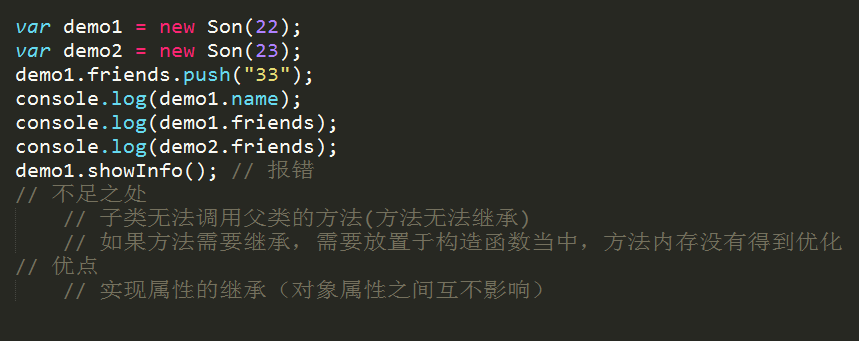 var demo1 = new Son(22);
var demo2 = new Son(23);
demo1.friends.push("33");
console.log(demo1.name);
console.log(demo1.friends);
console.log(demo2.friends);
demo1.showInfo(); // 报错
// 不足之处
    // 子类无法调用父类的方法(方法无法继承)
    // 如果方法需要继承，需要放置于构造函数当中，方法内存没有得到优化
// 优点
    // 实现属性的继承（对象属性之间互不影响）